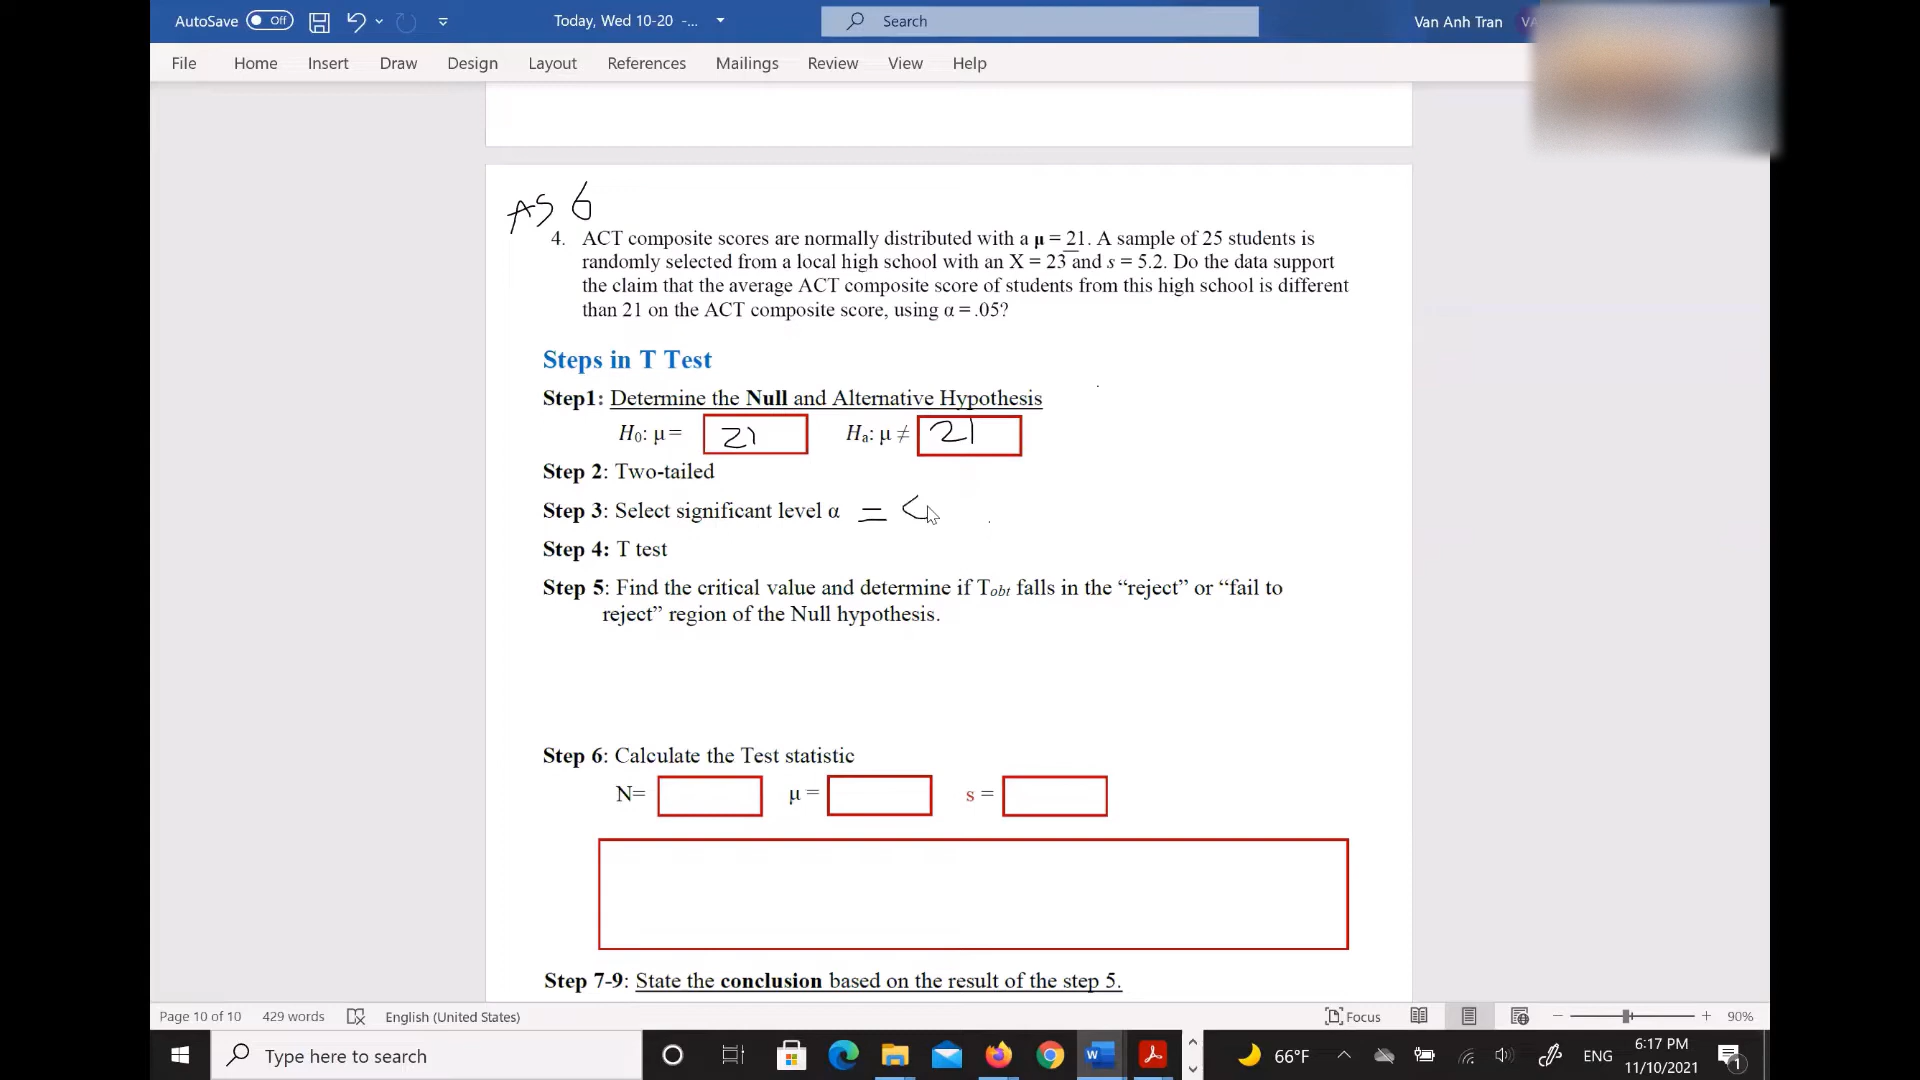 AutoSave Off Today, Wed 10-20 -... Search Van Anh Tran VA
File Home Insert Draw Design Layout References Mailings Review View Help
AS 6
4. ACT composite scores are normally distributed with a μ = 21. A sample of 25 students is
randomly selected from a local high school with an X = 23 and s = 5.2. Do the data support
the claim that the average ACT composite score of students from this high school is different
than 21 on the ACT composite score, using α = .05?
Steps in T Test
Step1: Determine the Null and Alternative Hypothesis
H0: μ = 21 Ha: μ ≠ 21
Step 2: Two-tailed
Step 3: Select significant level α =
Step 4: T test
Step 5: Find the critical value and determine if Tobt falls in the “reject” or “fail to
reject” region of the Null hypothesis.
Step 6: Calculate the Test statistic
N= μ = s =
Step 7-9: State the conclusion based on the result of the step 5.
Page 10 of 10 429 words English (United States) Focus 90%
Type here to search 66°F ENG 6:17 PM
11/10/2021 1